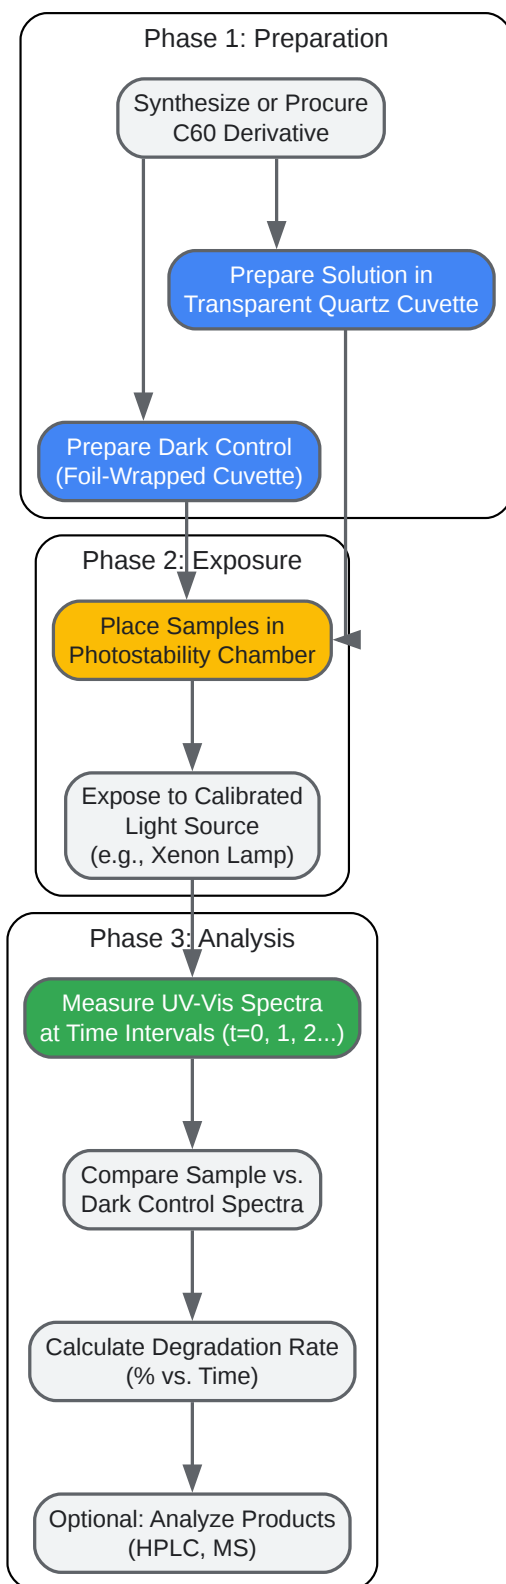 Phase 1: Preparation
Synthesize or Procure
C60 Derivative
Prepare Solution in
Transparent Quartz Cuvette
Prepare Dark Control
(Foil-Wrapped Cuvette)
Phase 2: Exposure
Place Samples in
Photostability Chamber
Expose to Calibrated
Light Source
(e.g., Xenon Lamp)
Phase 3: Analysis
Measure UV-Vis Spectra
at Time Intervals (t=0, 1, 2...)
Compare Sample vs.
Dark Control Spectra
Calculate Degradation Rate
(% vs. Time)
Optional: Analyze Products
(HPLC, MS)